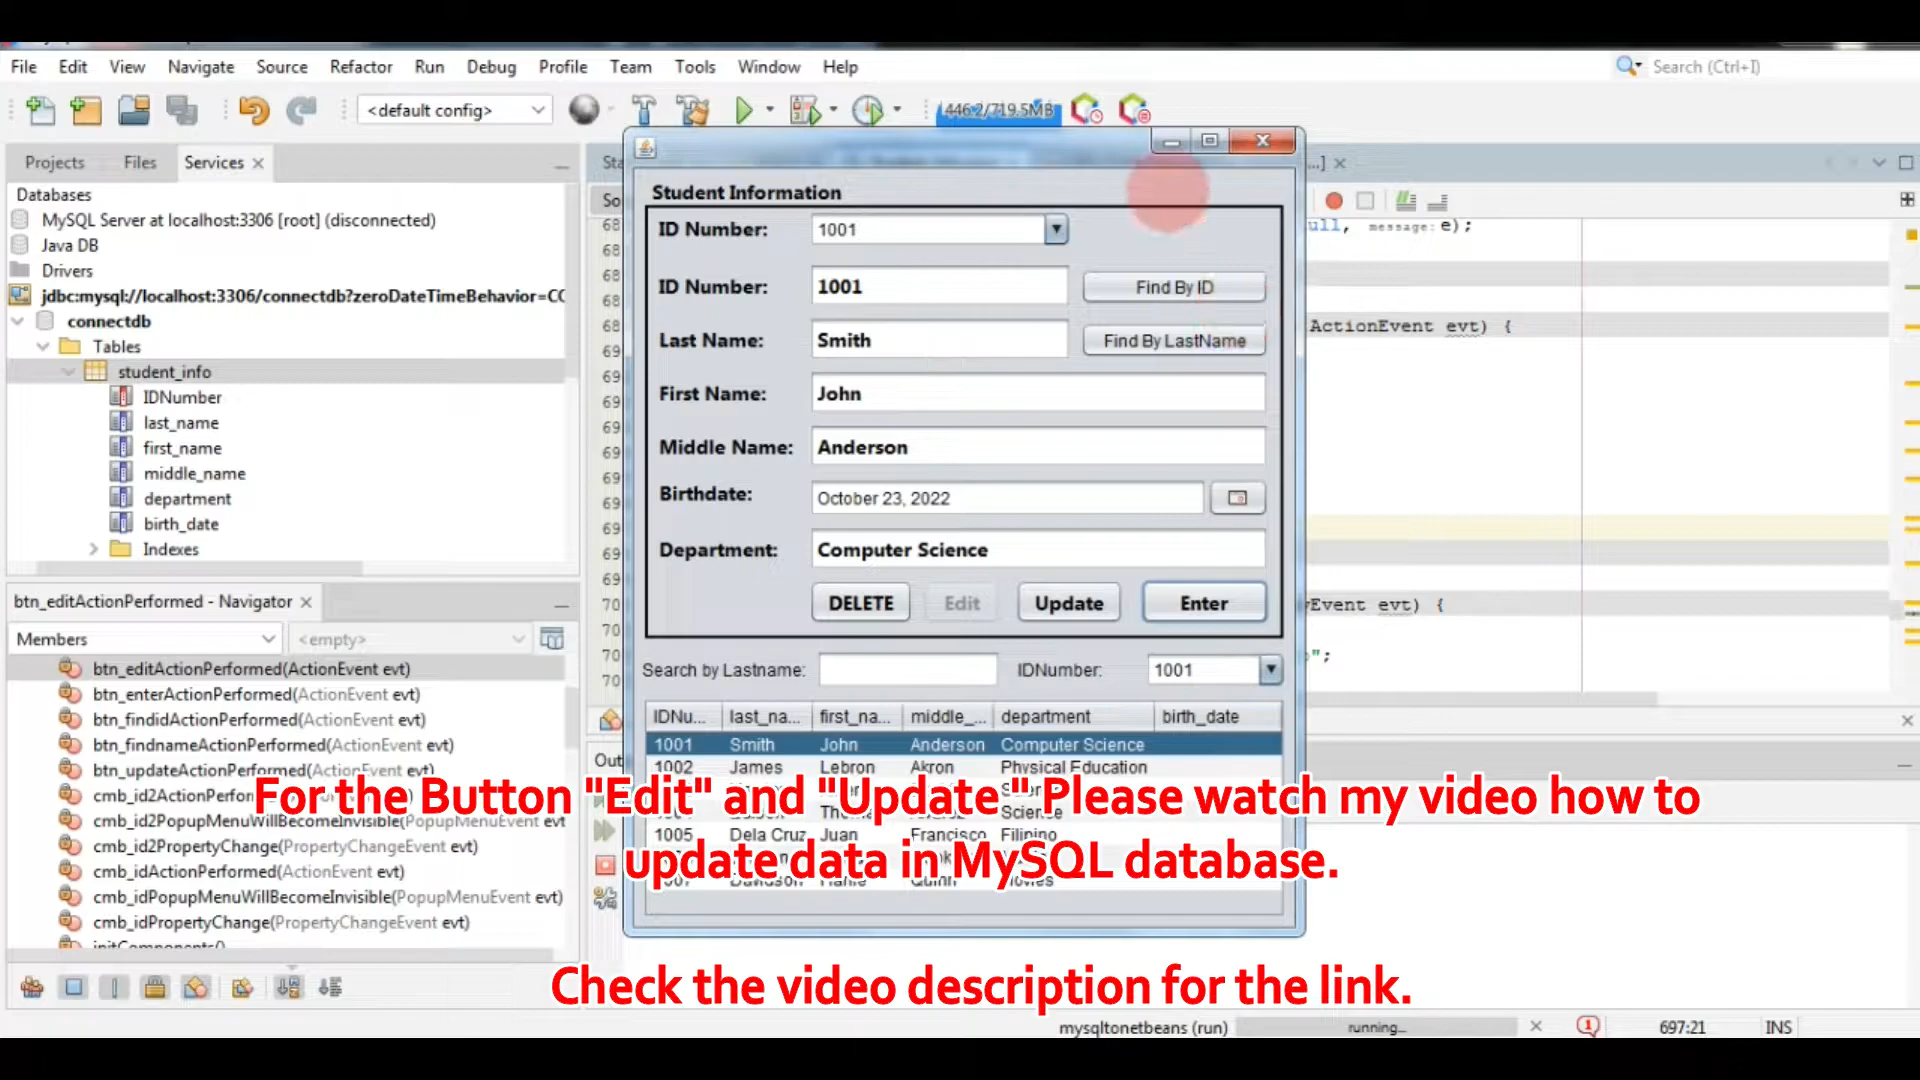 File Edit View Navigate Source Refactor Run Debug Profile Team Tools Window Help
Search (Ctrl+I)
<default config>
446.2/719.5MB
Projects Files Services
Databases
MySQL Server at localhost:3306 [root] (disconnected)
Java DB
Drivers
jdbc:mysql://localhost:3306/connectdb?zeroDateTimeBehavior=CO
connectdb
Tables
student_info
IDNumber
last_name
first_name
middle_name
department
birth_date
Indexes
btn_editActionPerformed - Navigator
Members
<empty>
btn_editActionPerformed(ActionEvent evt)
btn_enterActionPerformed(ActionEvent evt)
btn_findidActionPerformed(ActionEvent evt)
btn_findnameActionPerformed(ActionEvent evt)
btn_updateActionPerformed(ActionEvent evt)
cmb_id2PopupMenuWillBecomeInvisible(PopupMenuEvent evt)
cmb_id2PropertyChange(PropertyChangeEvent evt)
cmb_idActionPerformed(ActionEvent evt)
cmb_idPopupMenuWillBecomeInvisible(PopupMenuEvent evt)
cmb_idPropertyChange(PropertyChangeEvent evt)
initComponents()
Student Information
ID Number: 1001
ID Number: 1001 Find By ID
Last Name: Smith Find By LastName
First Name: John
Middle Name: Anderson
Birthdate: October 23, 2022
Department: Computer Science
DELETE Edit Update Enter
Search by Lastname: IDNumber: 1001
IDNu... last_na... first_na... middle_... department birth_date
1001 Smith John Anderson Computer Science
1002 James Lebron Akron Physical Education
1005 Dela Cruz Juan Francisco Filipino
ull, message: e);
ActionEvent evt) {
Event evt) {
";
For the Button "Edit" and "Update" Please watch my video how to
update data in MySQL database.
Check the video description for the link.
mysqltonetbeans (run) running... 697:21 INS